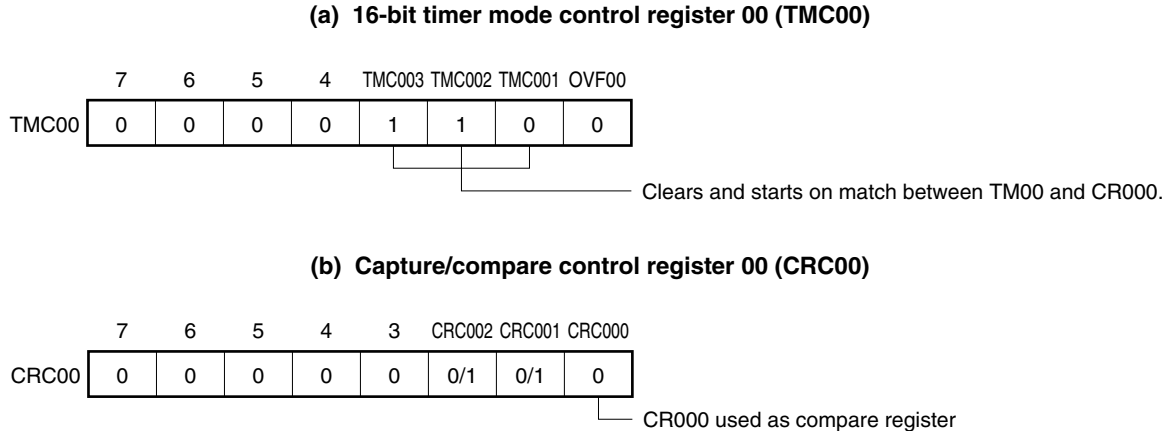 (a) 16-bit timer mode control register 00 (TMC00)
7 6 5 4 TMC003 TMC002 TMC001 OVF00
TMC00 0 0 0 0 1 1 0 0
Clears and starts on match between TM00 and CR000.
(b) Capture/compare control register 00 (CRC00)
7 6 5 4 3 CRC002 CRC001 CRC000
CRC00 0 0 0 0 0 0/1 0/1 0
CR000 used as compare register